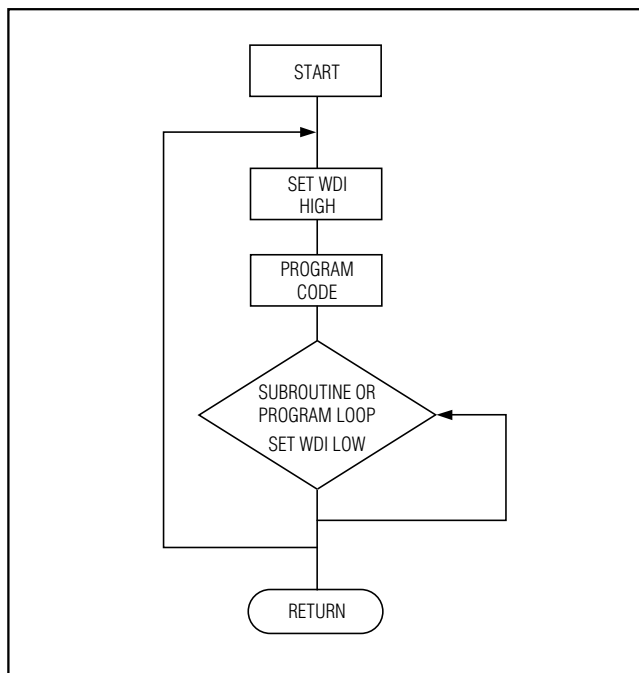 START
SET WDI
HIGH
PROGRAM
CODE
SUBROUTINE OR
PROGRAM LOOP
SET WDI LOW
RETURN